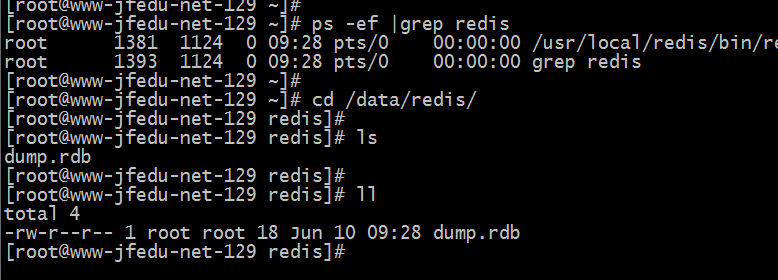 [root@www-jfedu-net-129 ~]#
[root@www-jfedu-net-129 ~]# ps -ef |grep redis
root      1381  1124  0 09:28 pts/0    00:00:00 /usr/local/redis/bin/re
root      1393  1124  0 09:28 pts/0    00:00:00 grep redis
[root@www-jfedu-net-129 ~]#
[root@www-jfedu-net-129 ~]# cd /data/redis/
[root@www-jfedu-net-129 redis]#
[root@www-jfedu-net-129 redis]# ls
dump.rdb
[root@www-jfedu-net-129 redis]#
[root@www-jfedu-net-129 redis]# ll
total 4
-rw-r--r-- 1 root root 18 Jun 10 09:28 dump.rdb
[root@www-jfedu-net-129 redis]#